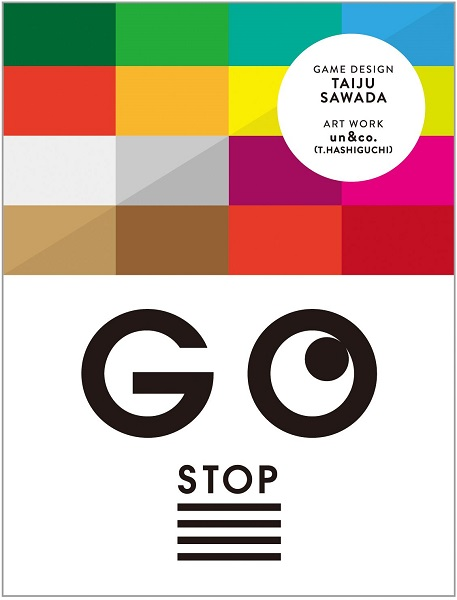 GAME DESIGN
TAIJU
SAWADA
ART WORK
un&co.
(T.HASHIGUCHI)
GO
STOP